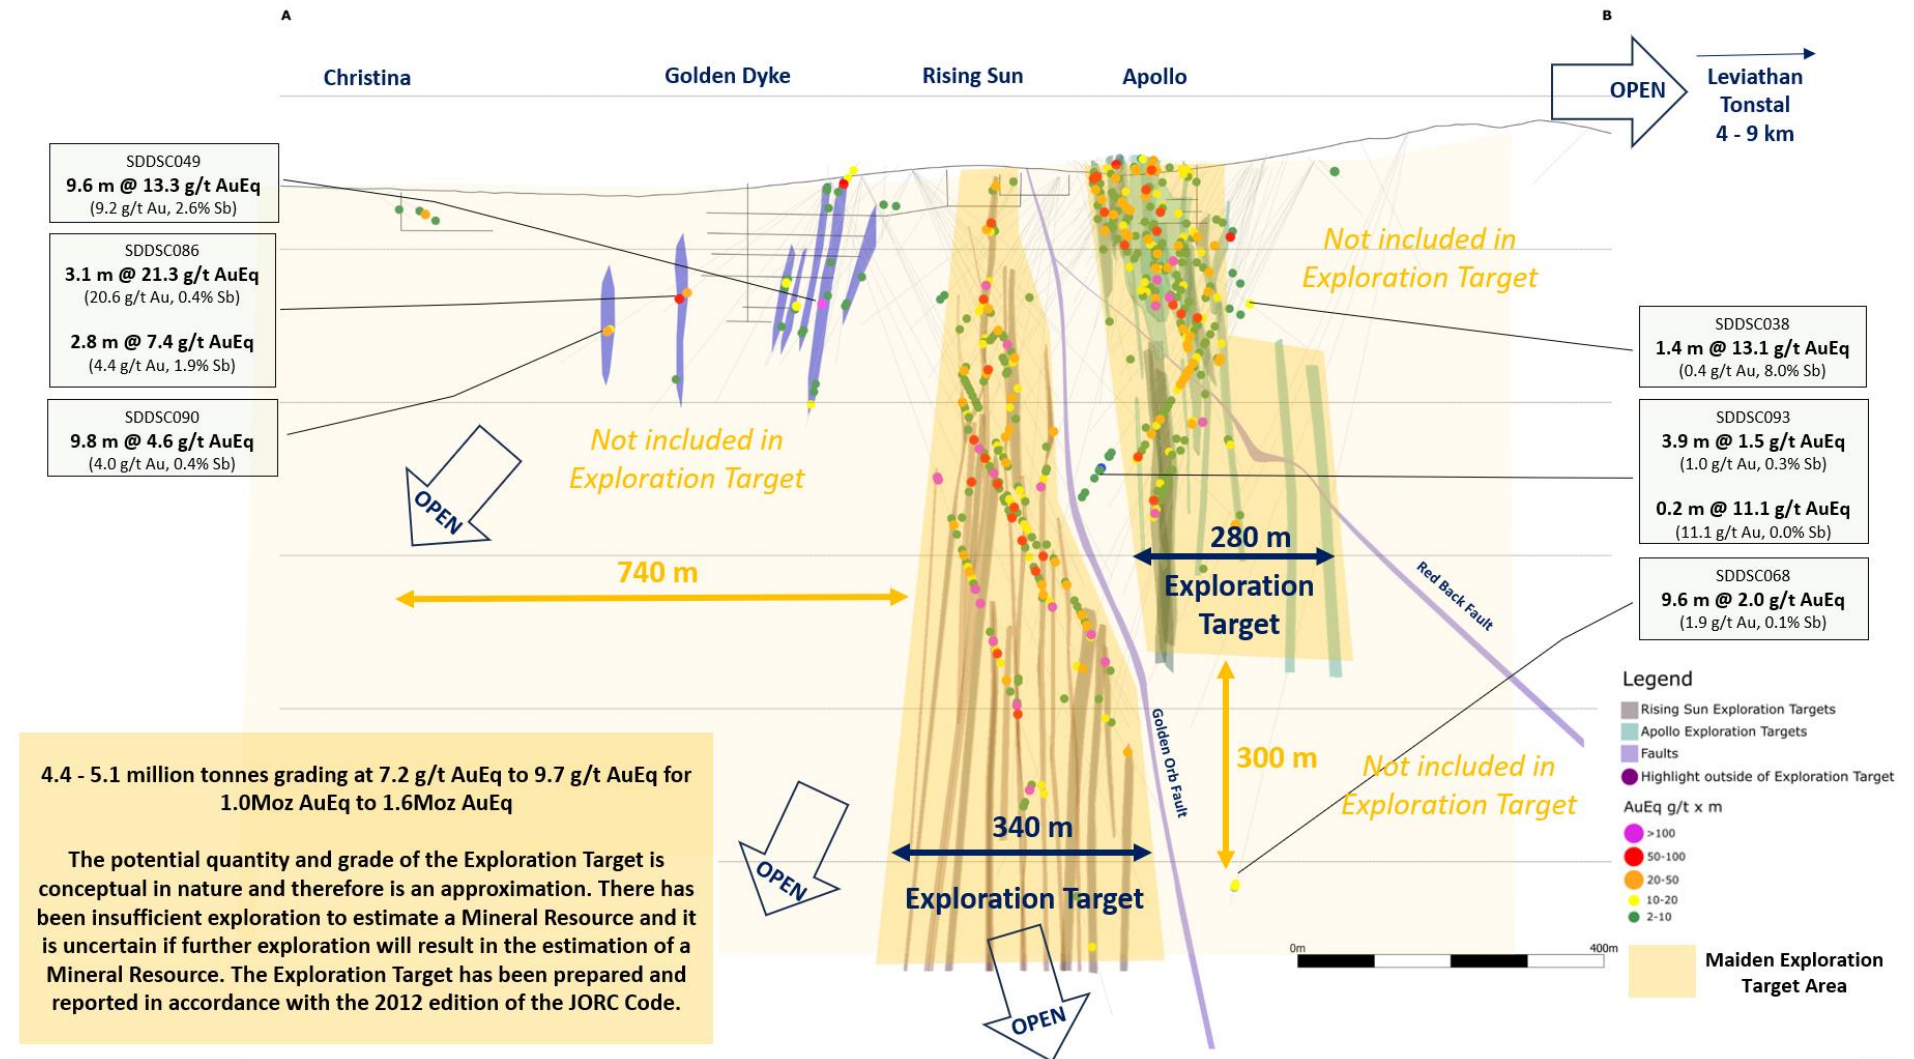 A
B
Christina
Golden Dyke
Rising Sun
Apollo
OPEN
Leviathan
Tonstal
4 - 9 km
SDDSC049
9.6 m @ 13.3 g/t AuEq
(9.2 g/t Au, 2.6% Sb)
SDDSC086
3.1 m @ 21.3 g/t AuEq
(20.6 g/t Au, 0.4% Sb)
2.8 m @ 7.4 g/t AuEq
(4.4 g/t Au, 1.9% Sb)
SDDSC090
9.8 m @ 4.6 g/t AuEq
(4.0 g/t Au, 0.4% Sb)
Not included in
Exploration Target
SDDSC038
1.4 m @ 13.1 g/t AuEq
(0.4 g/t Au, 8.0% Sb)
SDDSC093
3.9 m @ 1.5 g/t AuEq
(1.0 g/t Au, 0.3% Sb)
0.2 m @ 11.1 g/t AuEq
(11.1 g/t Au, 0.0% Sb)
SDDSC068
9.6 m @ 2.0 g/t AuEq
(1.9 g/t Au, 0.1% Sb)
Not included in
Exploration Target
OPEN
740 m
280 m
Exploration
Target
Red Back Fault
Golden Orb Fault
300 m
Not included in
Exploration Target
340 m
Exploration Target
OPEN
OPEN
4.4 - 5.1 million tonnes grading at 7.2 g/t AuEq to 9.7 g/t AuEq for
1.0Moz AuEq to 1.6Moz AuEq
The potential quantity and grade of the Exploration Target is
conceptual in nature and therefore is an approximation. There has
been insufficient exploration to estimate a Mineral Resource and it
is uncertain if further exploration will result in the estimation of a
Mineral Resource. The Exploration Target has been prepared and
reported in accordance with the 2012 edition of the JORC Code.
Legend
Rising Sun Exploration Targets
Apollo Exploration Targets
Faults
Highlight outside of Exploration Target
AuEq g/t x m
>100
50-100
20-50
10-20
2-10
0m
400m
Maiden Exploration
Target Area